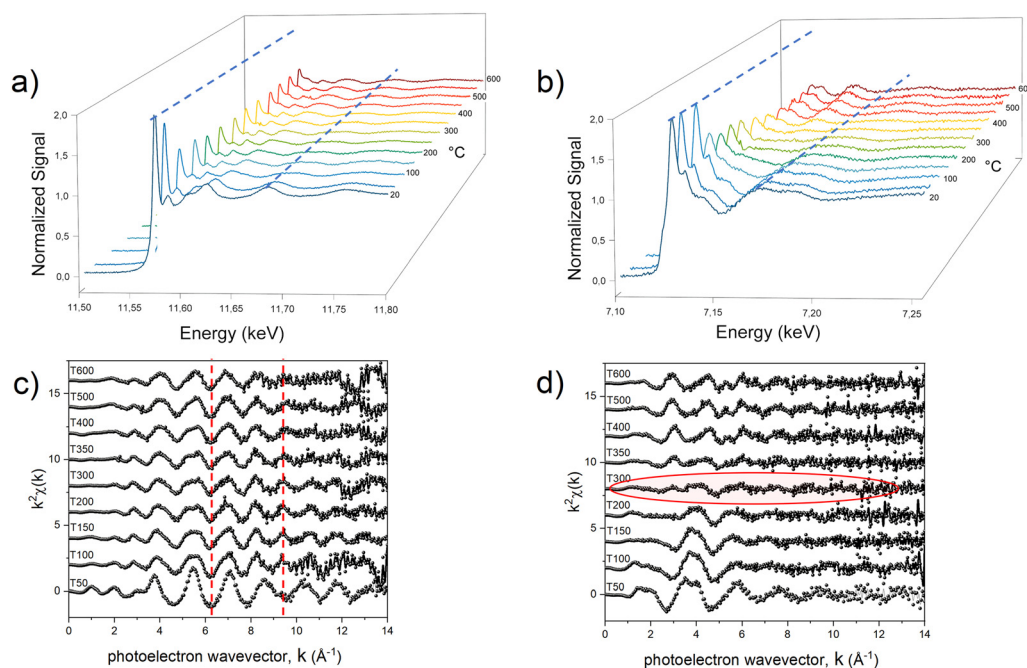 a)
Normalized Signal
2,0
1,5
1,0
0,5
0,0
11,50
11,55
11,60
11,65
11,70
11,75
11,80
Energy (keV)
600
500
400
300
200
°C
100
20
b)
Normalized Signal
2,0
1,5
1,0
0,5
0,0
7,10
7,15
7,20
7,25
Energy (keV)
60
500
400
300
200
°C
100
20
c)
k²χ(k)
15
10
5
0
T600
T500
T400
T350
T300
T200
T150
T100
T50
0 2 4 6 8 10 12 14
photoelectron wavevector, k (Å⁻¹)
d)
k²χ(k)
15
10
5
0
T600
T500
T400
T350
T300
T200
T150
T100
T50
0 2 4 6 8 10 12 14
photoelectron wavevector, k (Å⁻¹)